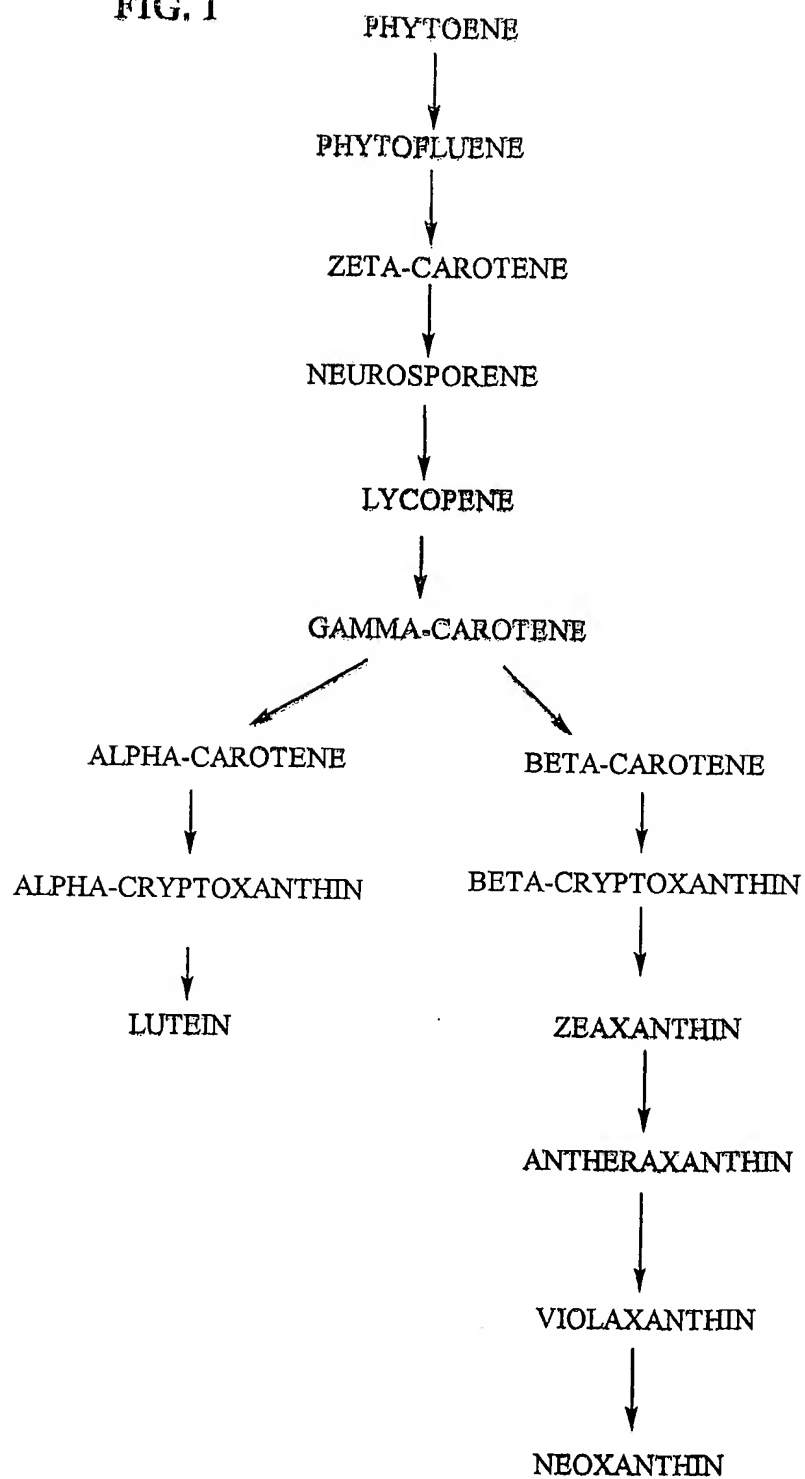 FIG. 1
PHYTOENE
PHYTOFLUENE
ZETA-CAROTENE
NEUROSPORENE
LYCOPENE
GAMMA-CAROTENE
ALPHA-CAROTENE
BETA-CAROTENE
ALPHA-CRYPTOXANTHIN
BETA-CRYPTOXANTHIN
LUTEIN
ZEAXANTHIN
ANTHERAXANTHIN
VIOLAXANTHIN
NEOXANTHIN